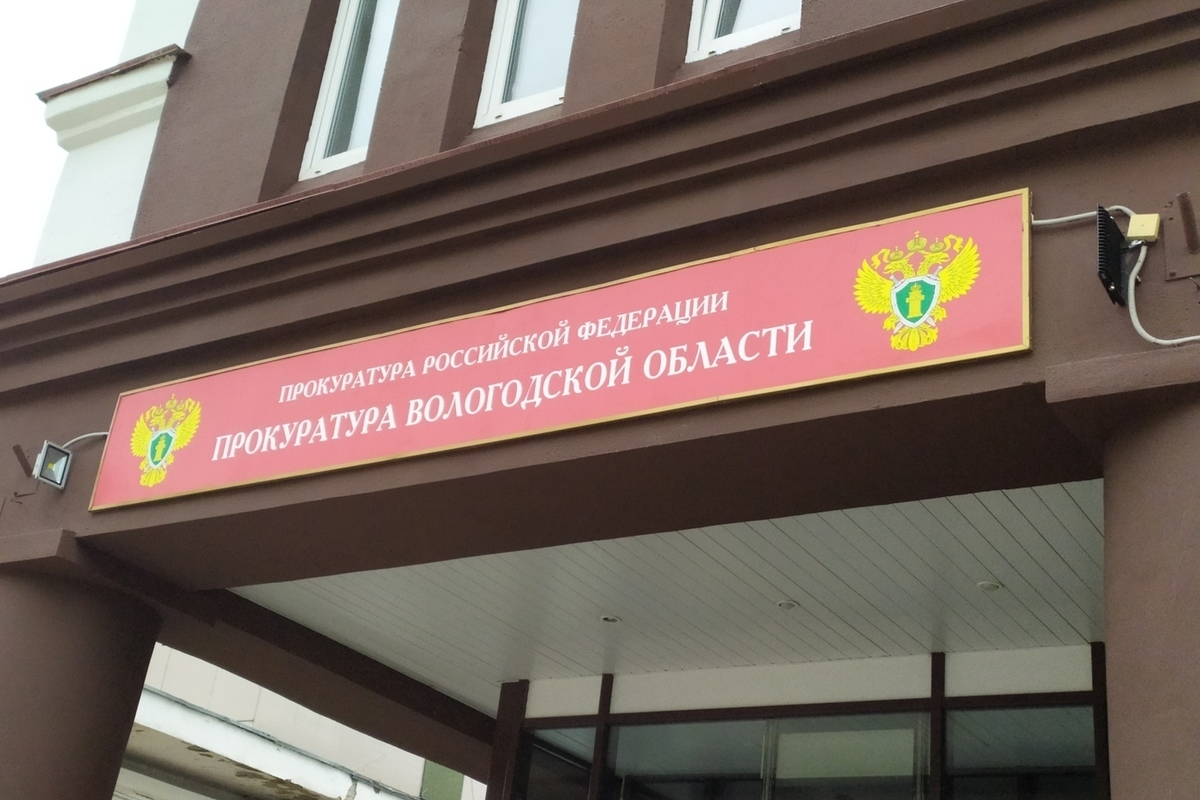 ПРОКУРАТУРА РОССИЙСКОЙ ФЕДЕРАЦИИ
ПРОКУРАТУРА ВОЛОГОДСКОЙ ОБЛАСТИ